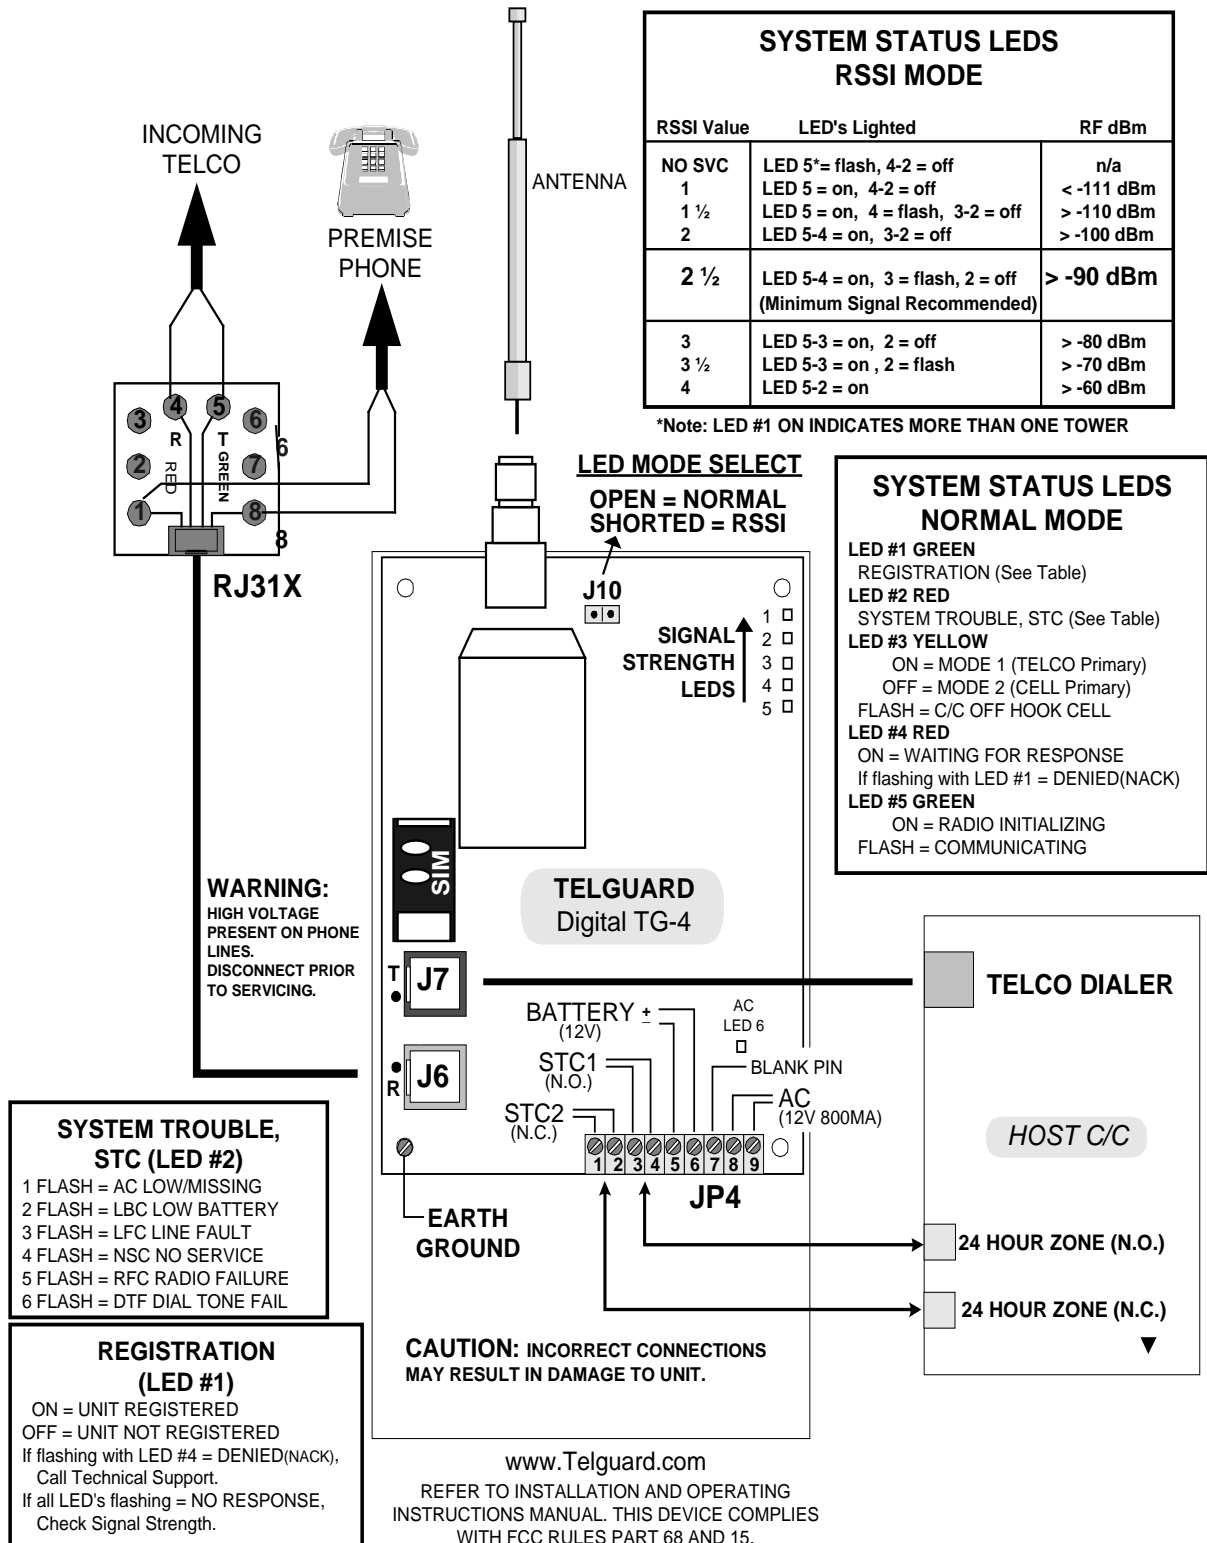 SYSTEM STATUS LEDS
RSSI MODE
RSSI Value LED's Lighted RF dBm
NO SVC LED 5*= flash, 4-2 = off n/a
1 LED 5 = on, 4-2 = off < -111 dBm
1 ½ LED 5 = on, 4 = flash, 3-2 = off > -110 dBm
2 LED 5-4 = on, 3-2 = off > -100 dBm
2 ½ LED 5-4 = on, 3 = flash, 2 = off > -90 dBm
(Minimum Signal Recommended)
3 LED 5-3 = on, 2 = off > -80 dBm
3 ½ LED 5-3 = on , 2 = flash > -70 dBm
4 LED 5-2 = on > -60 dBm
*Note: LED #1 ON INDICATES MORE THAN ONE TOWER
INCOMING
TELCO
PREMISE
PHONE
ANTENNA
4 5
3 6
R T 6
2 RED GREEN 7
1 8
8
RJ31X
LED MODE SELECT
OPEN = NORMAL
SHORTED = RSSI
J10
SIGNAL
STRENGTH
LEDS
1
2
3
4
5
SYSTEM STATUS LEDS
NORMAL MODE
LED #1 GREEN
REGISTRATION (See Table)
LED #2 RED
SYSTEM TROUBLE, STC (See Table)
LED #3 YELLOW
ON = MODE 1 (TELCO Primary)
OFF = MODE 2 (CELL Primary)
FLASH = C/C OFF HOOK CELL
LED #4 RED
ON = WAITING FOR RESPONSE
If flashing with LED #1 = DENIED(NACK)
LED #5 GREEN
ON = RADIO INITIALIZING
FLASH = COMMUNICATING
WARNING:
HIGH VOLTAGE
PRESENT ON PHONE
LINES.
DISCONNECT PRIOR
TO SERVICING.
SIM
TELGUARD
Digital TG-4
T
J7
R
J6
BATTERY + –
(12V)
STC1
(N.O.)
STC2
(N.C.)
AC
LED 6
BLANK PIN
AC
(12V 800MA)
1 2 3 4 5 6 7 8 9
JP4
EARTH
GROUND
TELCO DIALER
HOST C/C
24 HOUR ZONE (N.O.)
24 HOUR ZONE (N.C.)
CAUTION: INCORRECT CONNECTIONS
MAY RESULT IN DAMAGE TO UNIT.
SYSTEM TROUBLE,
STC (LED #2)
1 FLASH = AC LOW/MISSING
2 FLASH = LBC LOW BATTERY
3 FLASH = LFC LINE FAULT
4 FLASH = NSC NO SERVICE
5 FLASH = RFC RADIO FAILURE
6 FLASH = DTF DIAL TONE FAIL
REGISTRATION
(LED #1)
ON = UNIT REGISTERED
OFF = UNIT NOT REGISTERED
If flashing with LED #4 = DENIED(NACK),
Call Technical Support.
If all LED's flashing = NO RESPONSE,
Check Signal Strength.
www.Telguard.com
REFER TO INSTALLATION AND OPERATING
INSTRUCTIONS MANUAL. THIS DEVICE COMPLIES
WITH FCC RULES PART 68 AND 15.